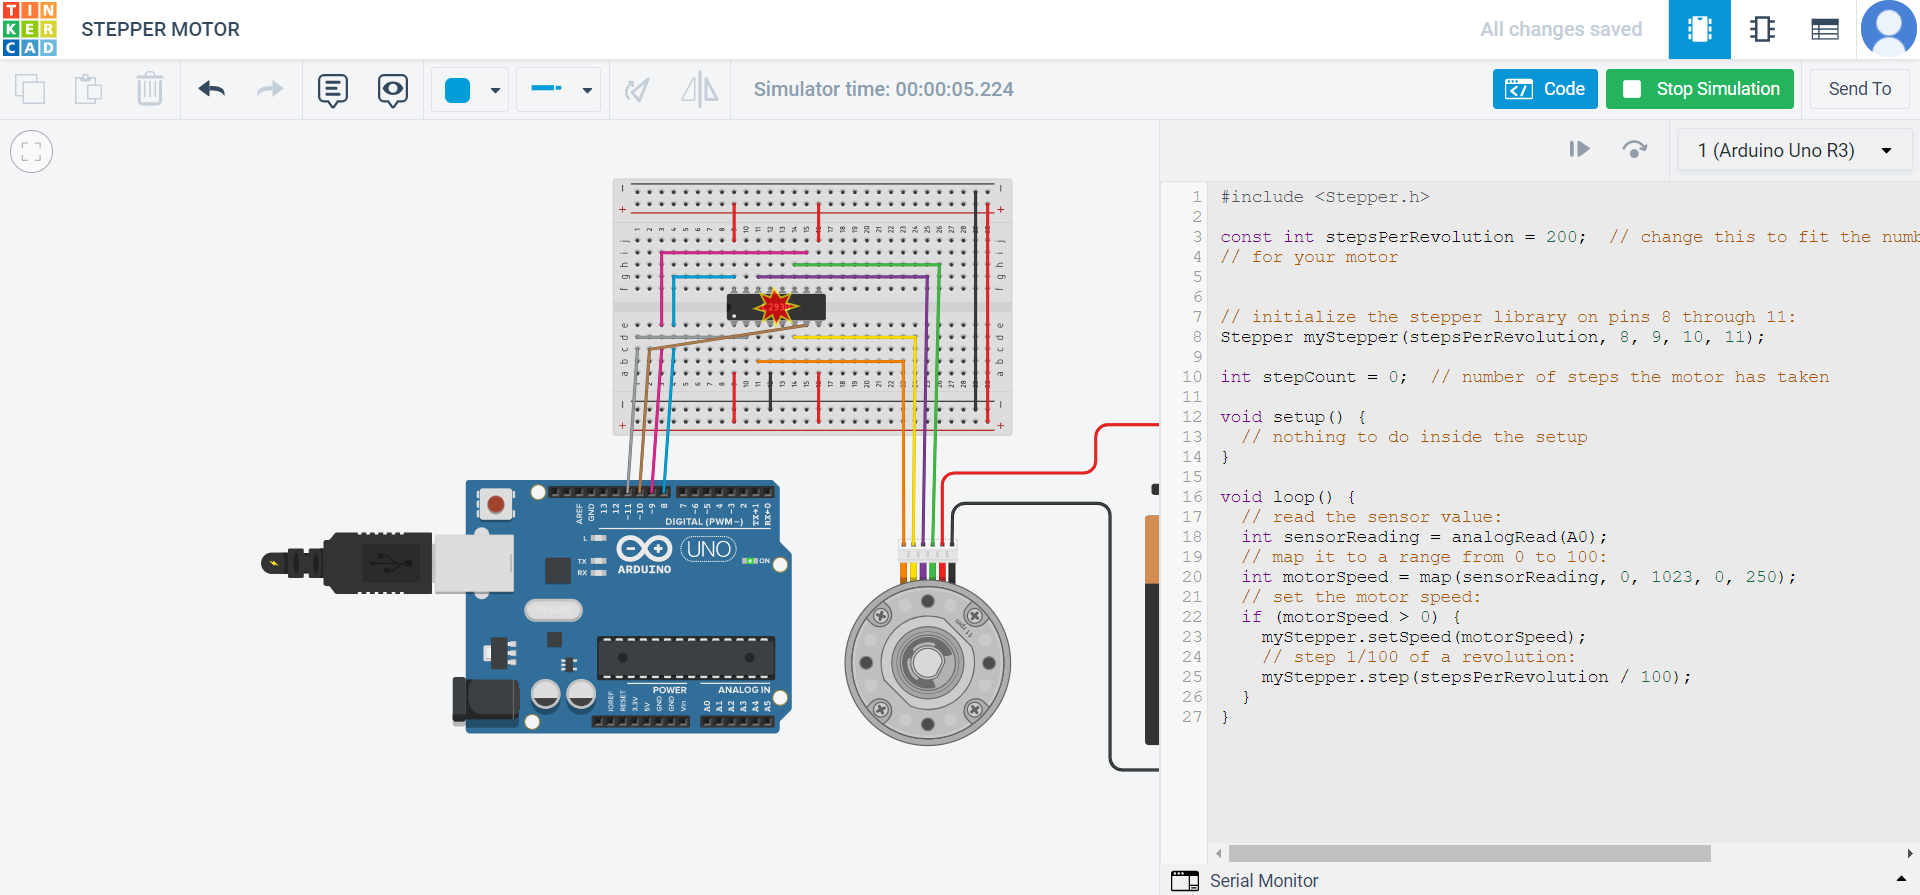 TIN
KER
CAD
STEPPER MOTOR
All changes saved
Simulator time: 00:00:05.224
Code
Stop Simulation
Send To
1 (Arduino Uno R3)
1 #include <Stepper.h>
2
3 const int stepsPerRevolution = 200;  // change this to fit the numb
4 // for your motor
5
6
7 // initialize the stepper library on pins 8 through 11:
8 Stepper myStepper(stepsPerRevolution, 8, 9, 10, 11);
9
10 int stepCount = 0;  // number of steps the motor has taken
11
12 void setup() {
13   // nothing to do inside the setup
14 }
15
16 void loop() {
17   // read the sensor value:
18   int sensorReading = analogRead(A0);
19   // map it to a range from 0 to 100:
20   int motorSpeed = map(sensorReading, 0, 1023, 0, 250);
21   // set the motor speed:
22   if (motorSpeed > 0) {
23     myStepper.setSpeed(motorSpeed);
24     // step 1/100 of a revolution:
25     myStepper.step(stepsPerRevolution / 100);
26   }
27 }
Serial Monitor
AREF GND 13 12 ~11 ~10 ~9 8 7 ~6 ~5 4 ~3 2 TX→1 RX←0
DIGITAL (PWM~)
L
TX
RX
ARDUINO
UNO
ON
POWER
ANALOG IN
IOREF RESET 3.3V 5V GND GND Vin A0 A1 A2 A3 A4 A5
11 rpm